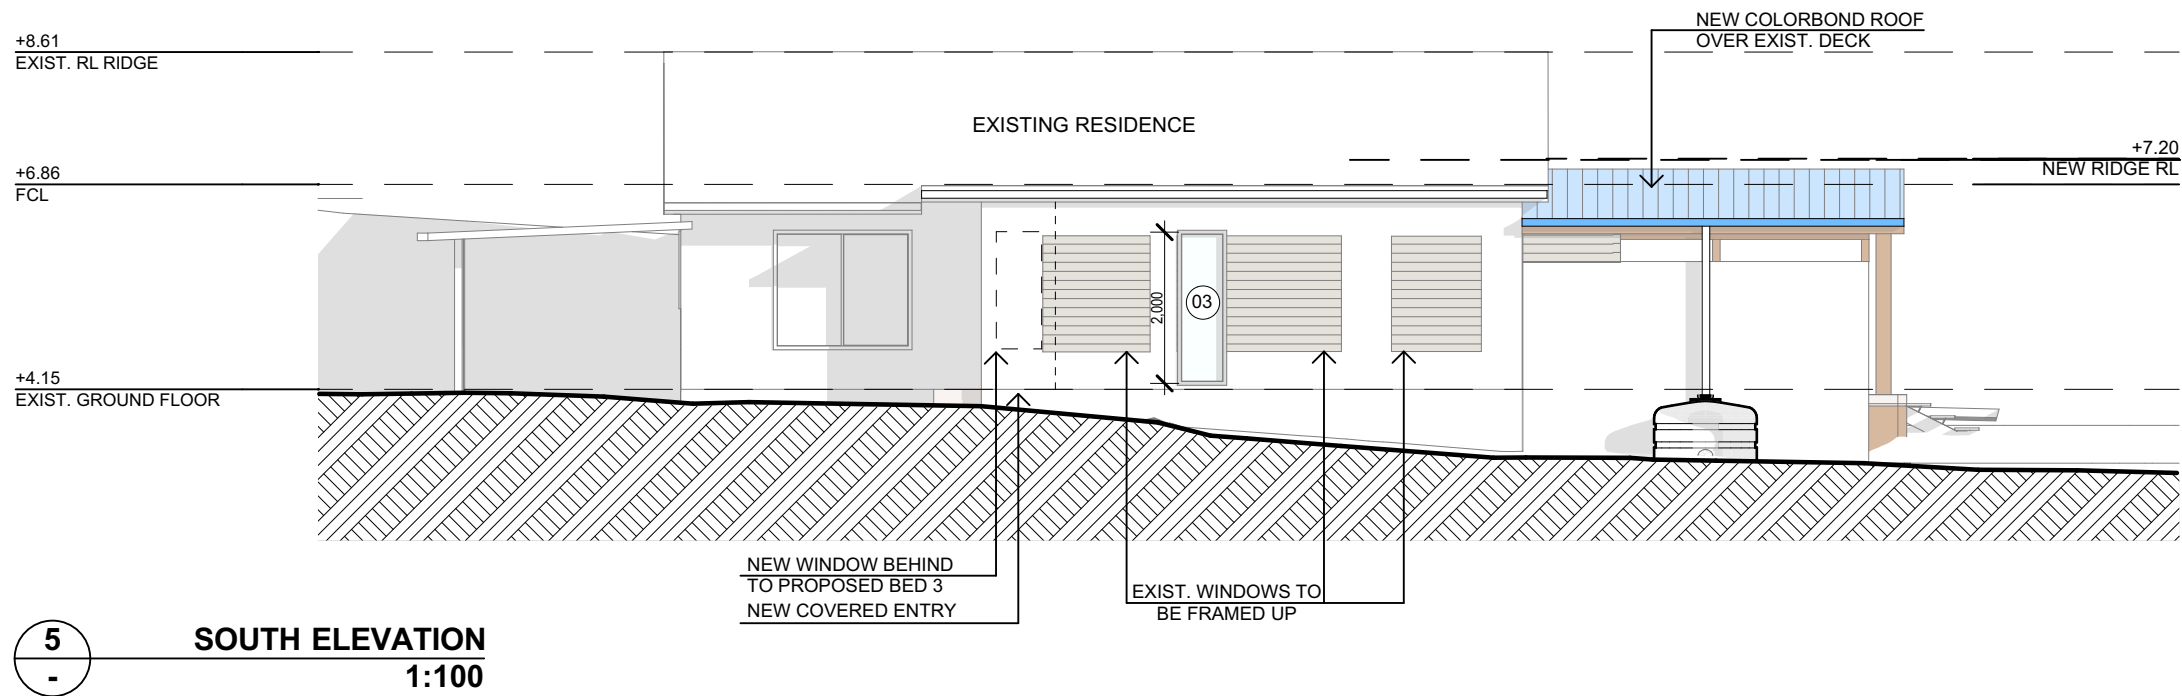 NEW COLORBOND ROOF
OVER EXIST. DECK
+8.61
EXIST. RL RIDGE
EXISTING RESIDENCE
+7.20
NEW RIDGE RL
+6.86
FCL
2,000
03
+4.15
EXIST. GROUND FLOOR
NEW WINDOW BEHIND
TO PROPOSED BED 3
NEW COVERED ENTRY
EXIST. WINDOWS TO
BE FRAMED UP
5
-
SOUTH ELEVATION
1:100